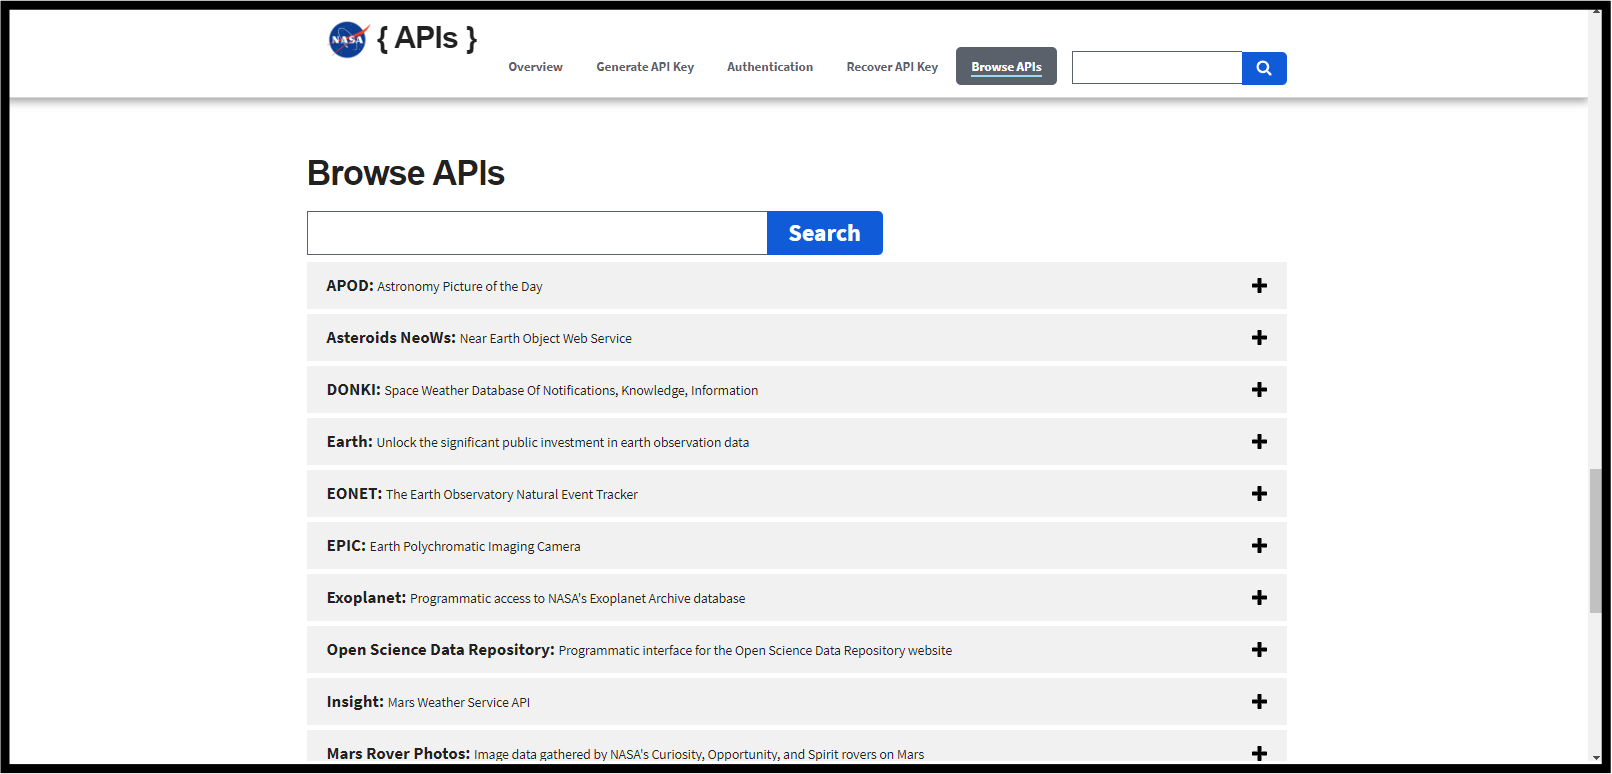 NASA { APIs }
Overview Generate API Key Authentication Recover API Key Browse APIs
Browse APIs
Search
APOD: Astronomy Picture of the Day
Asteroids NeoWs: Near Earth Object Web Service
DONKI: Space Weather Database Of Notifications, Knowledge, Information
Earth: Unlock the significant public investment in earth observation data
EONET: The Earth Observatory Natural Event Tracker
EPIC: Earth Polychromatic Imaging Camera
Exoplanet: Programmatic access to NASA's Exoplanet Archive database
Open Science Data Repository: Programmatic interface for the Open Science Data Repository website
Insight: Mars Weather Service API
Mars Rover Photos: Image data gathered by NASA's Curiosity, Opportunity, and Spirit rovers on Mars